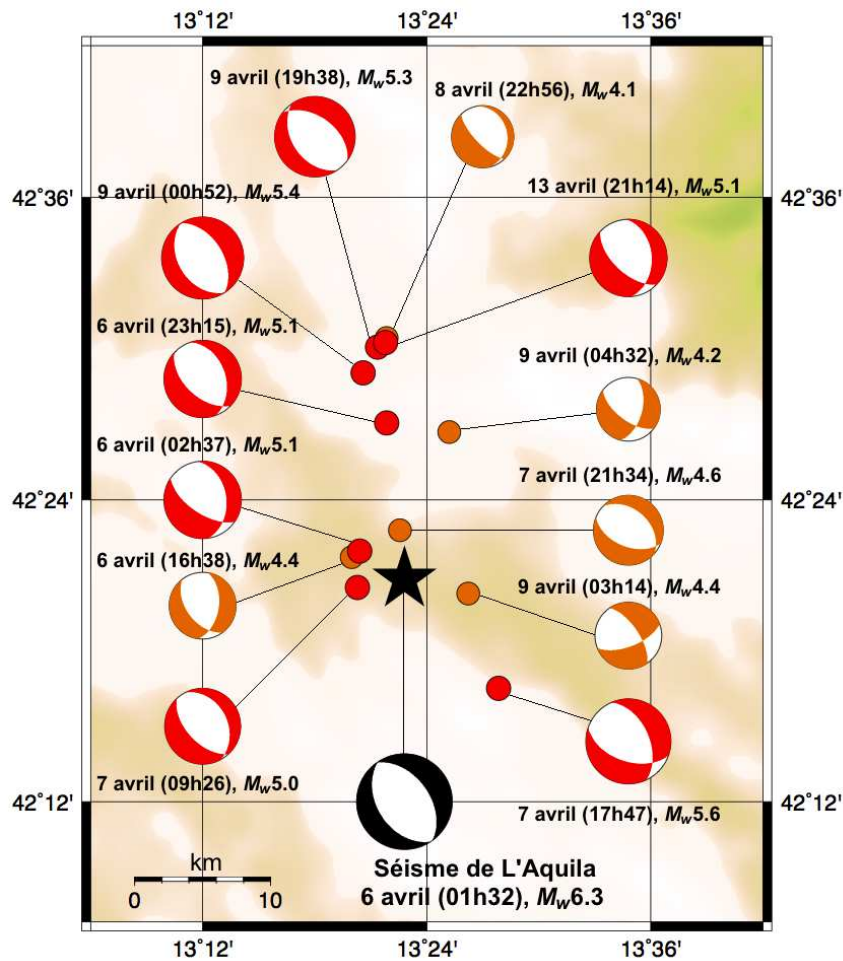 13˚12' 13˚24' 13˚36'
9 avril (19h38), Mw5.3
8 avril (22h56), Mw4.1
42˚36' 42˚36'
9 avril (00h52), Mw5.4
13 avril (21h14), Mw5.1
6 avril (23h15), Mw5.1
9 avril (04h32), Mw4.2
6 avril (02h37), Mw5.1
7 avril (21h34), Mw4.6
42˚24' 42˚24'
6 avril (16h38), Mw4.4
9 avril (03h14), Mw4.4
7 avril (09h26), Mw5.0
42˚12' 42˚12'
7 avril (17h47), Mw5.6
km
0 10
Séisme de L'Aquila
6 avril (01h32), Mw6.3
13˚12' 13˚24' 13˚36'